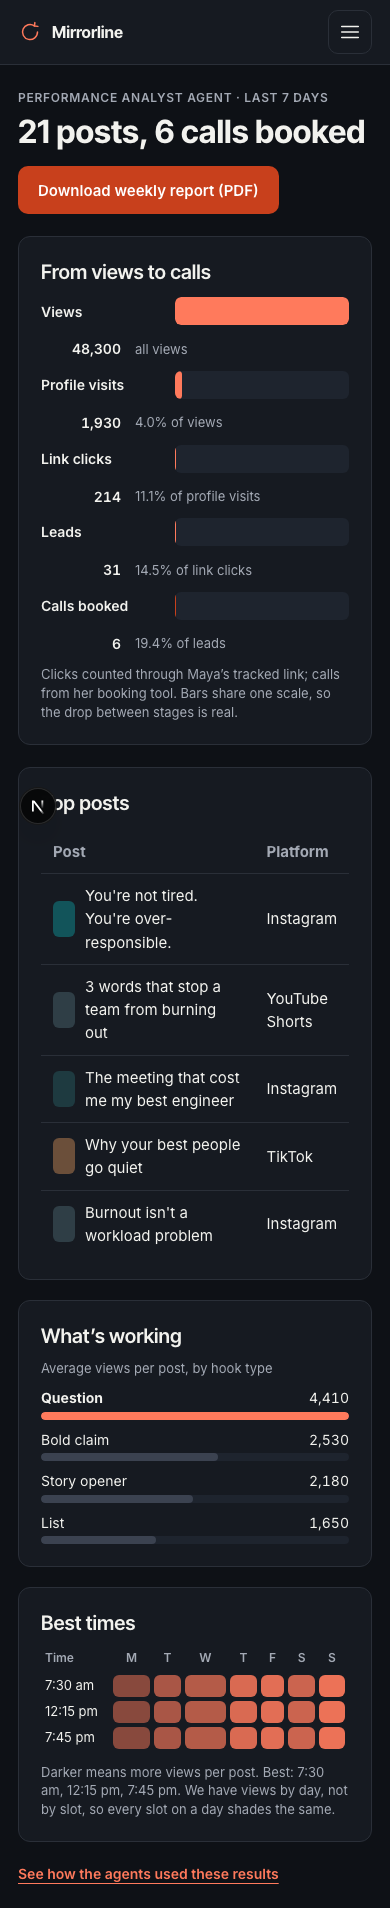 Mirrorline
PERFORMANCE ANALYST AGENT · LAST 7 DAYS
21 posts, 6 calls booked
Download weekly report (PDF)
From views to calls
Views
48,300 all views
Profile visits
1,930 4.0% of views
Link clicks
214 11.1% of profile visits
Leads
31 14.5% of link clicks
Calls booked
6 19.4% of leads
Clicks counted through Maya’s tracked link; calls
from her booking tool. Bars share one scale, so
the drop between stages is real.
N
op posts
Post Platform
You're not tired.
You're over-
responsible.
Instagram
3 words that stop a
team from burning
out
YouTube
Shorts
The meeting that cost
me my best engineer
Instagram
Why your best people
go quiet
TikTok
Burnout isn't a
workload problem
Instagram
What’s working
Average views per post, by hook type
Question 4,410
Bold claim 2,530
Story opener 2,180
List 1,650
Best times
Time M T W T F S S
7:30 am
12:15 pm
7:45 pm
Darker means more views per post. Best: 7:30
am, 12:15 pm, 7:45 pm. We have views by day, not
by slot, so every slot on a day shades the same.
See how the agents used these results